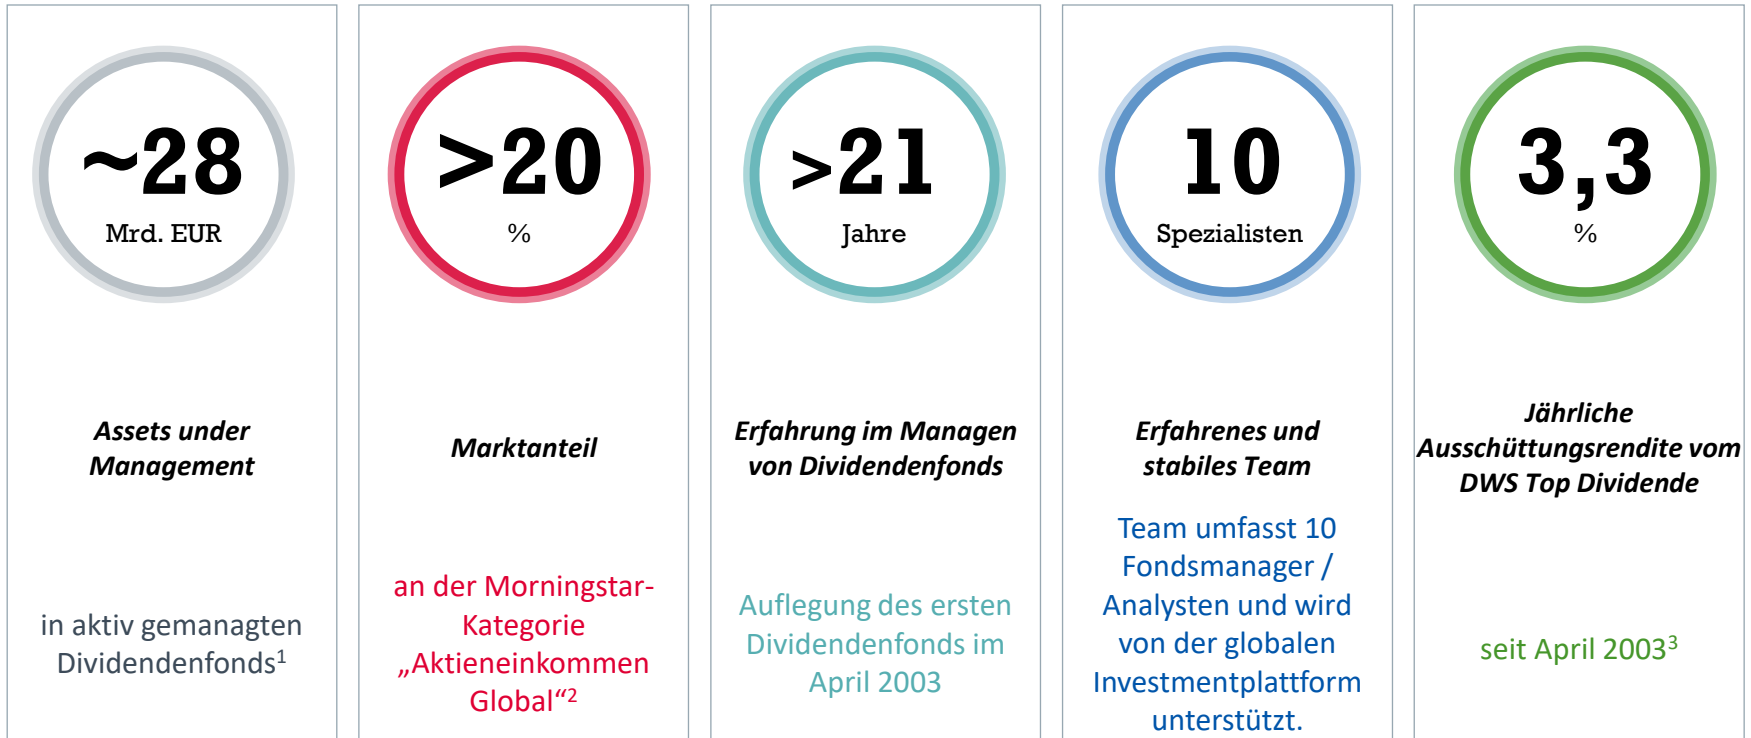 ~28
Mrd. EUR
Assets under
Management
in aktiv gemanagten
Dividendenfonds¹
>20
%
Marktanteil
an der Morningstar-
Kategorie
„Aktieneinkommen
Global“²
>21
Jahre
Erfahrung im Managen
von Dividendenfonds
Auflegung des ersten
Dividendenfonds im
April 2003
10
Spezialisten
Erfahrenes und
stabiles Team
Team umfasst 10
Fondsmanager /
Analysten und wird
von der globalen
Investmentplattform
unterstützt.
3,3
%
Jährliche
Ausschüttungsrendite vom
DWS Top Dividende
seit April 2003³